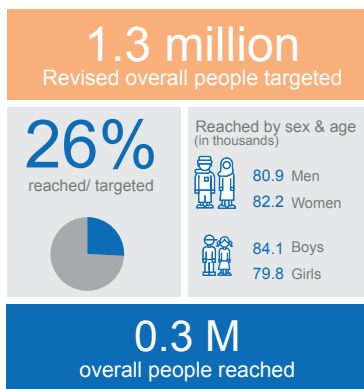 1.3 million
Revised overall people targeted
26%
reached/ targeted
Reached by sex & age
(in thousands)
80.9 Men
82.2 Women
84.1 Boys
79.8 Girls
0.3 M
overall people reached